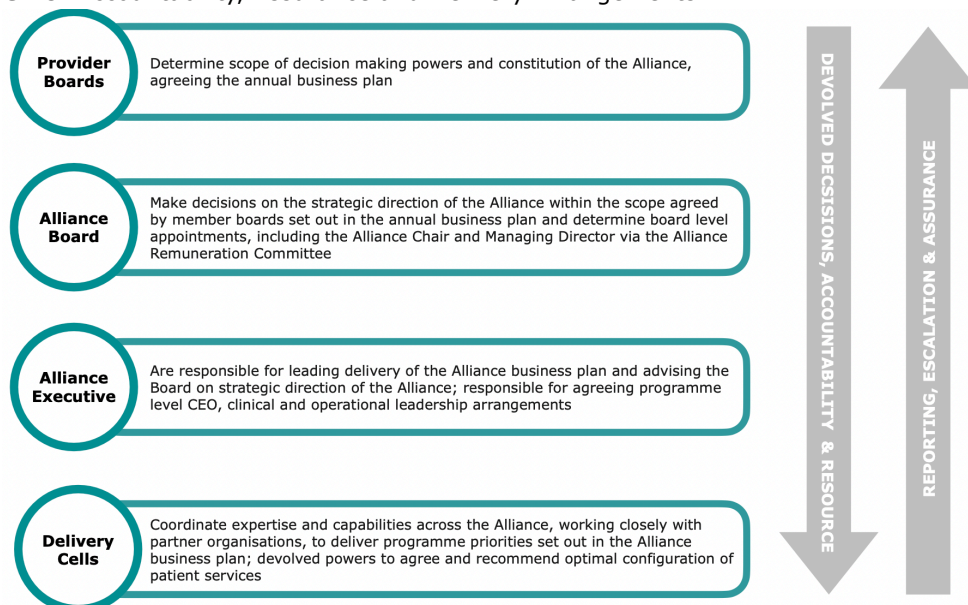 Provider
Boards
Determine scope of decision making powers and constitution of the Alliance,
agreeing the annual business plan
Alliance
Board
Make decisions on the strategic direction of the Alliance within the scope agreed
by member boards set out in the annual business plan and determine board level
appointments, including the Alliance Chair and Managing Director via the Alliance
Remuneration Committee
Alliance
Executive
Are responsible for leading delivery of the Alliance business plan and advising the
Board on strategic direction of the Alliance; responsible for agreeing programme
level CEO, clinical and operational leadership arrangements
Delivery
Cells
Coordinate expertise and capabilities across the Alliance, working closely with
partner organisations, to deliver programme priorities set out in the Alliance
business plan; devolved powers to agree and recommend optimal configuration of
patient services
DEVOLVED DECSISIONS, ACCOUNTABILITY & RESOURCE
REPORTING, ESCALATION & ASSURANCE